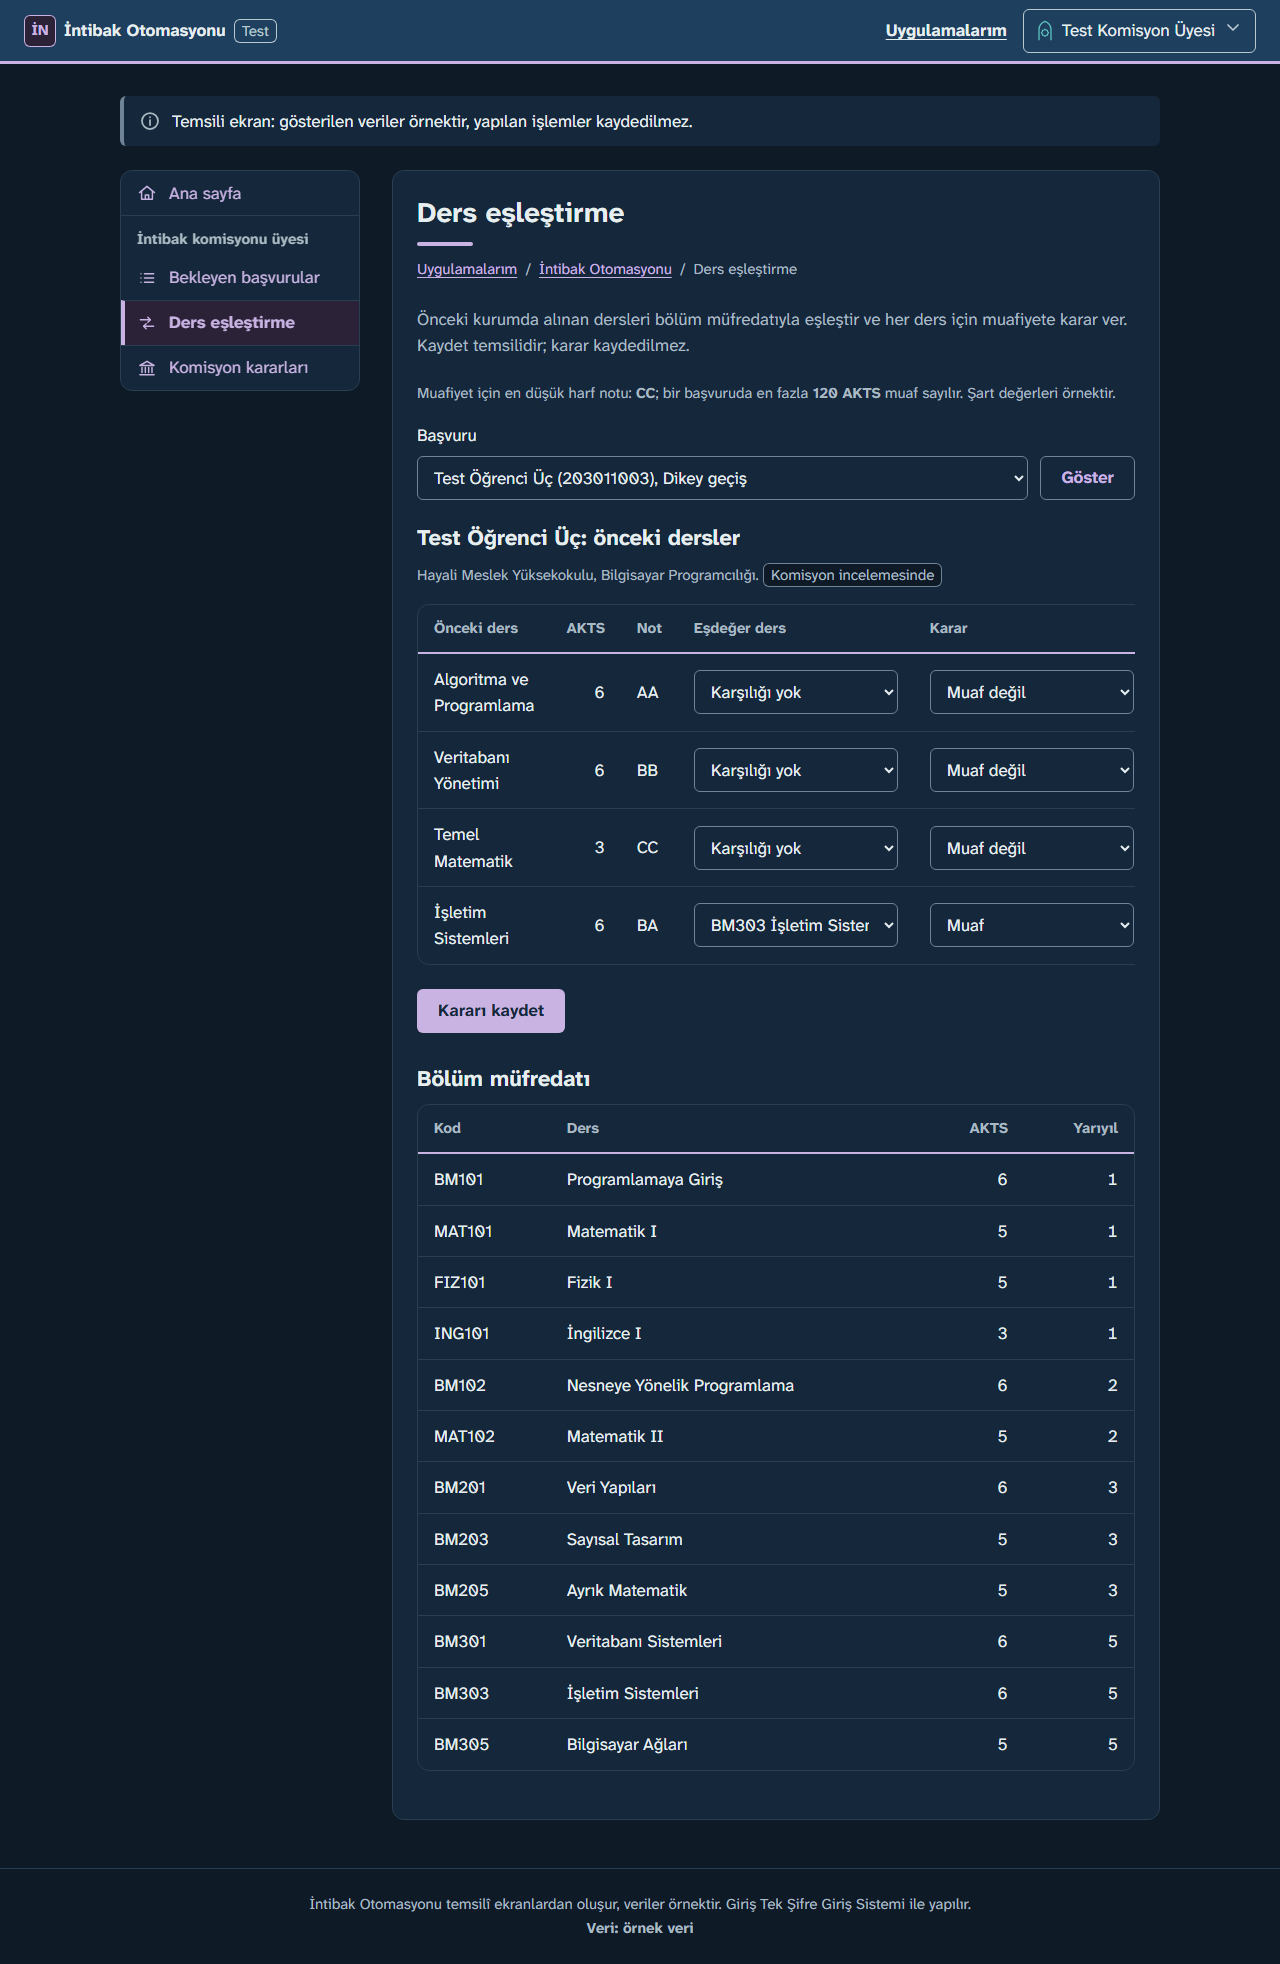 İN İntibak Otomasyonu Test
Uygulamalarım
Test Komisyon Üyesi
Temsili ekran: gösterilen veriler örnektir, yapılan işlemler kaydedilmez.
Ana sayfa
İntibak komisyonu üyesi
Bekleyen başvurular
Ders eşleştirme
Komisyon kararları
Ders eşleştirme
Uygulamalarım / İntibak Otomasyonu / Ders eşleştirme
Önceki kurumda alınan dersleri bölüm müfredatıyla eşleştir ve her ders için muafiyete karar ver.
Kaydet temsilidir; karar kaydedilmez.
Muafiyet için en düşük harf notu: CC; bir başvuruda en fazla 120 AKTS muaf sayılır. Şart değerleri örnektir.
Başvuru
Test Öğrenci Üç (203011003), Dikey geçiş
Göster
Test Öğrenci Üç: önceki dersler
Hayali Meslek Yüksekokulu, Bilgisayar Programcılığı. Komisyon incelemesinde
Önceki ders AKTS Not Eşdeğer ders Karar
Algoritma ve
Programlama
6 AA Karşılığı yok Muaf değil
Veritabanı
Yönetimi
6 BB Karşılığı yok Muaf değil
Temel
Matematik
3 CC Karşılığı yok Muaf değil
İşletim
Sistemleri
6 BA BM303 İşletim Sister Muaf
Kararı kaydet
Bölüm müfredatı
Kod Ders AKTS Yarıyıl
BM101 Programlamaya Giriş 6 1
MAT101 Matematik I 5 1
FIZ101 Fizik I 5 1
ING101 İngilizce I 3 1
BM102 Nesneye Yönelik Programlama 6 2
MAT102 Matematik II 5 2
BM201 Veri Yapıları 6 3
BM203 Sayısal Tasarım 5 3
BM205 Ayrık Matematik 5 3
BM301 Veritabanı Sistemleri 6 5
BM303 İşletim Sistemleri 6 5
BM305 Bilgisayar Ağları 5 5
İntibak Otomasyonu temsilî ekranlardan oluşur, veriler örnektir. Giriş Tek Şifre Giriş Sistemi ile yapılır.
Veri: örnek veri